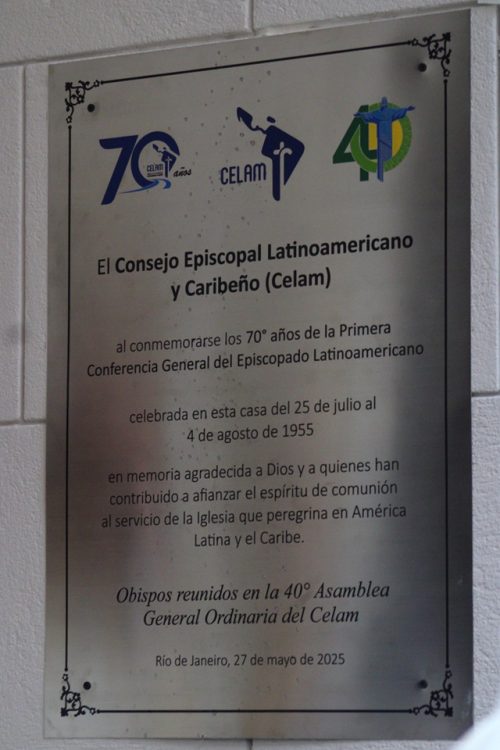 70 CELAM años
CELAM
40
El Consejo Episcopal Latinoamericano
y Caribeño (Celam)
al conmemorarse los 70° años de la Primera
Conferencia General del Episcopado Latinoamericano
celebrada en esta casa del 25 de julio al
4 de agosto de 1955
en memoria agradecida a Dios y a quienes han
contribuido a afianzar el espíritu de comunión
al servicio de la Iglesia que peregrina en América
Latina y el Caribe.
Obispos reunidos en la 40° Asamblea
General Ordinaria del Celam
Río de Janeiro, 27 de mayo de 2025